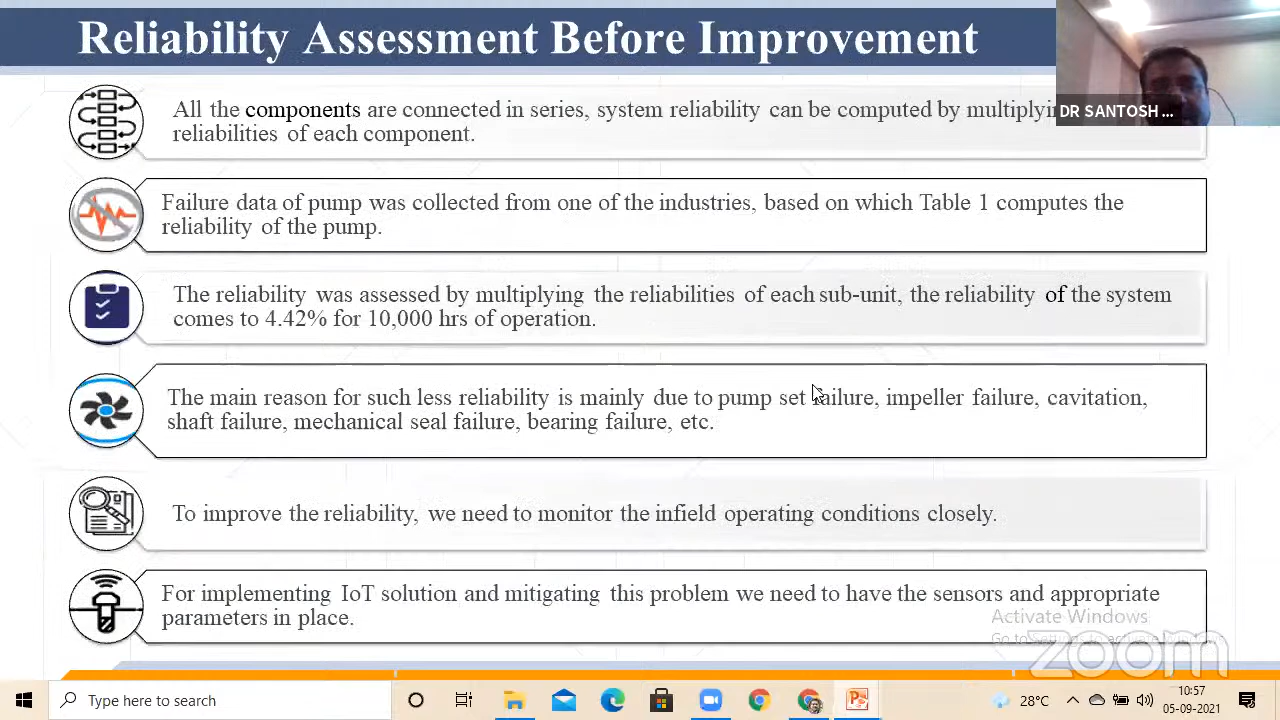 Reliability Assessment Before Improvement
DR SANTOSH ...
All the components are connected in series, system reliability can be computed by
reliabilities of each component.
Failure data of pump was collected from one of the industries, based on which Table 1 computes the
reliability of the pump.
The reliability was assessed by multiplying the reliabilities of each sub-unit, the reliability of the system
comes to 4.42% for 10,000 hrs of operation.
The main reason for such less reliability is mainly due to pump set failure, impeller failure, cavitation,
shaft failure, mechanical seal failure, bearing failure, etc.
To improve the reliability, we need to monitor the infield operating conditions closely.
For implementing IoT solution and mitigating this problem we need to have the sensors and appropriate
parameters in place.
Activate Windows
Go to Settings to activate
zoom
Type here to search
28°C
10:57
05-09-2021